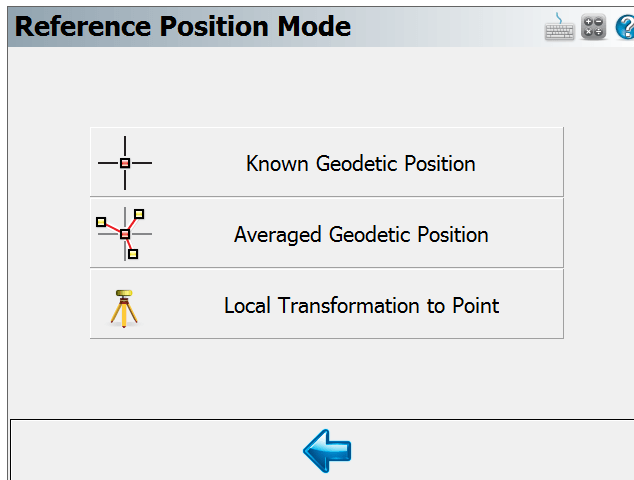 Reference Position Mode
Known Geodetic Position
Averaged Geodetic Position
Local Transformation to Point